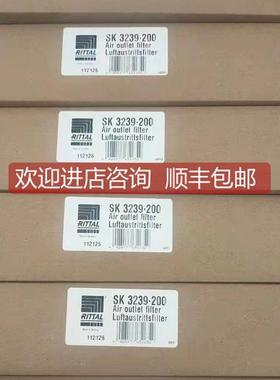 RITTAL
SK 3239·200
Air outlet filter
Luftaustrittsfilter
112126
RITTAL
SK 3239·200
Air outlet filter
Luftaustrittsfilter
112126
欢迎进店咨询 顺丰包邮
RITTAL
SK 3239·200
Air outlet filter
Luftaustrittsfilter
112126
RITTAL
SK 3239·200
Air outlet filter
Luftaustrittsfilter
112126